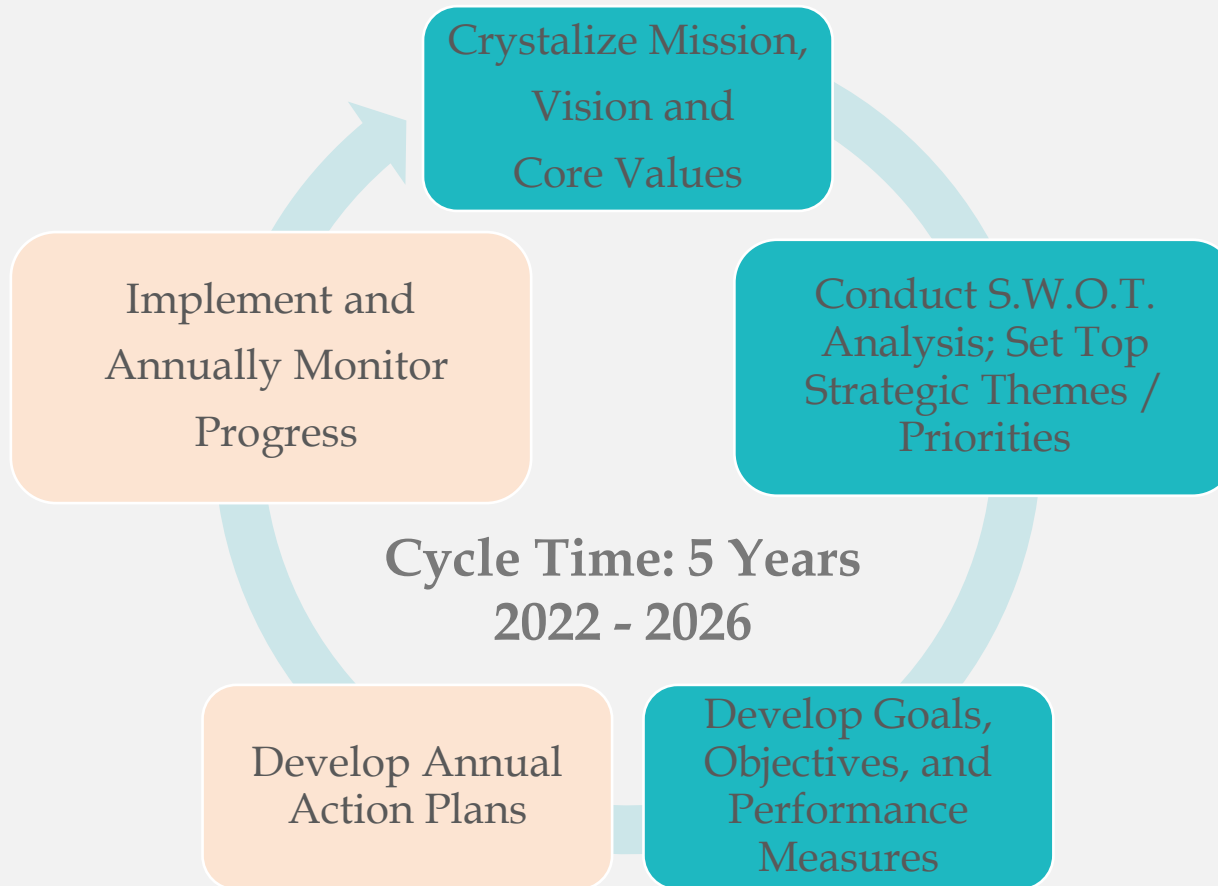 Crystalize Mission,
Vision and
Core Values
Conduct S.W.O.T.
Analysis; Set Top
Strategic Themes /
Priorities
Develop Goals,
Objectives, and
Performance
Measures
Develop Annual
Action Plans
Implement and
Annually Monitor
Progress
Cycle Time: 5 Years
2022 - 2026